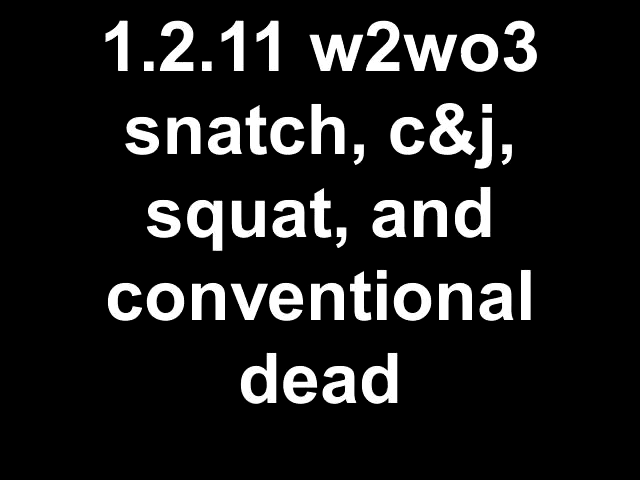 1.2.11 w2wo3
snatch, c&j,
squat, and
conventional
dead